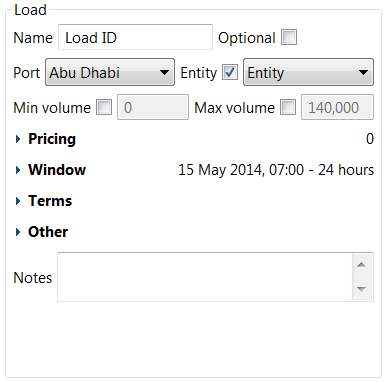 Load
Name Load ID Optional
Port Abu Dhabi Entity Entity
Min volume 0 Max volume 140,000
Pricing 0
Window 15 May 2014, 07:00 - 24 hours
Terms
Other
Notes